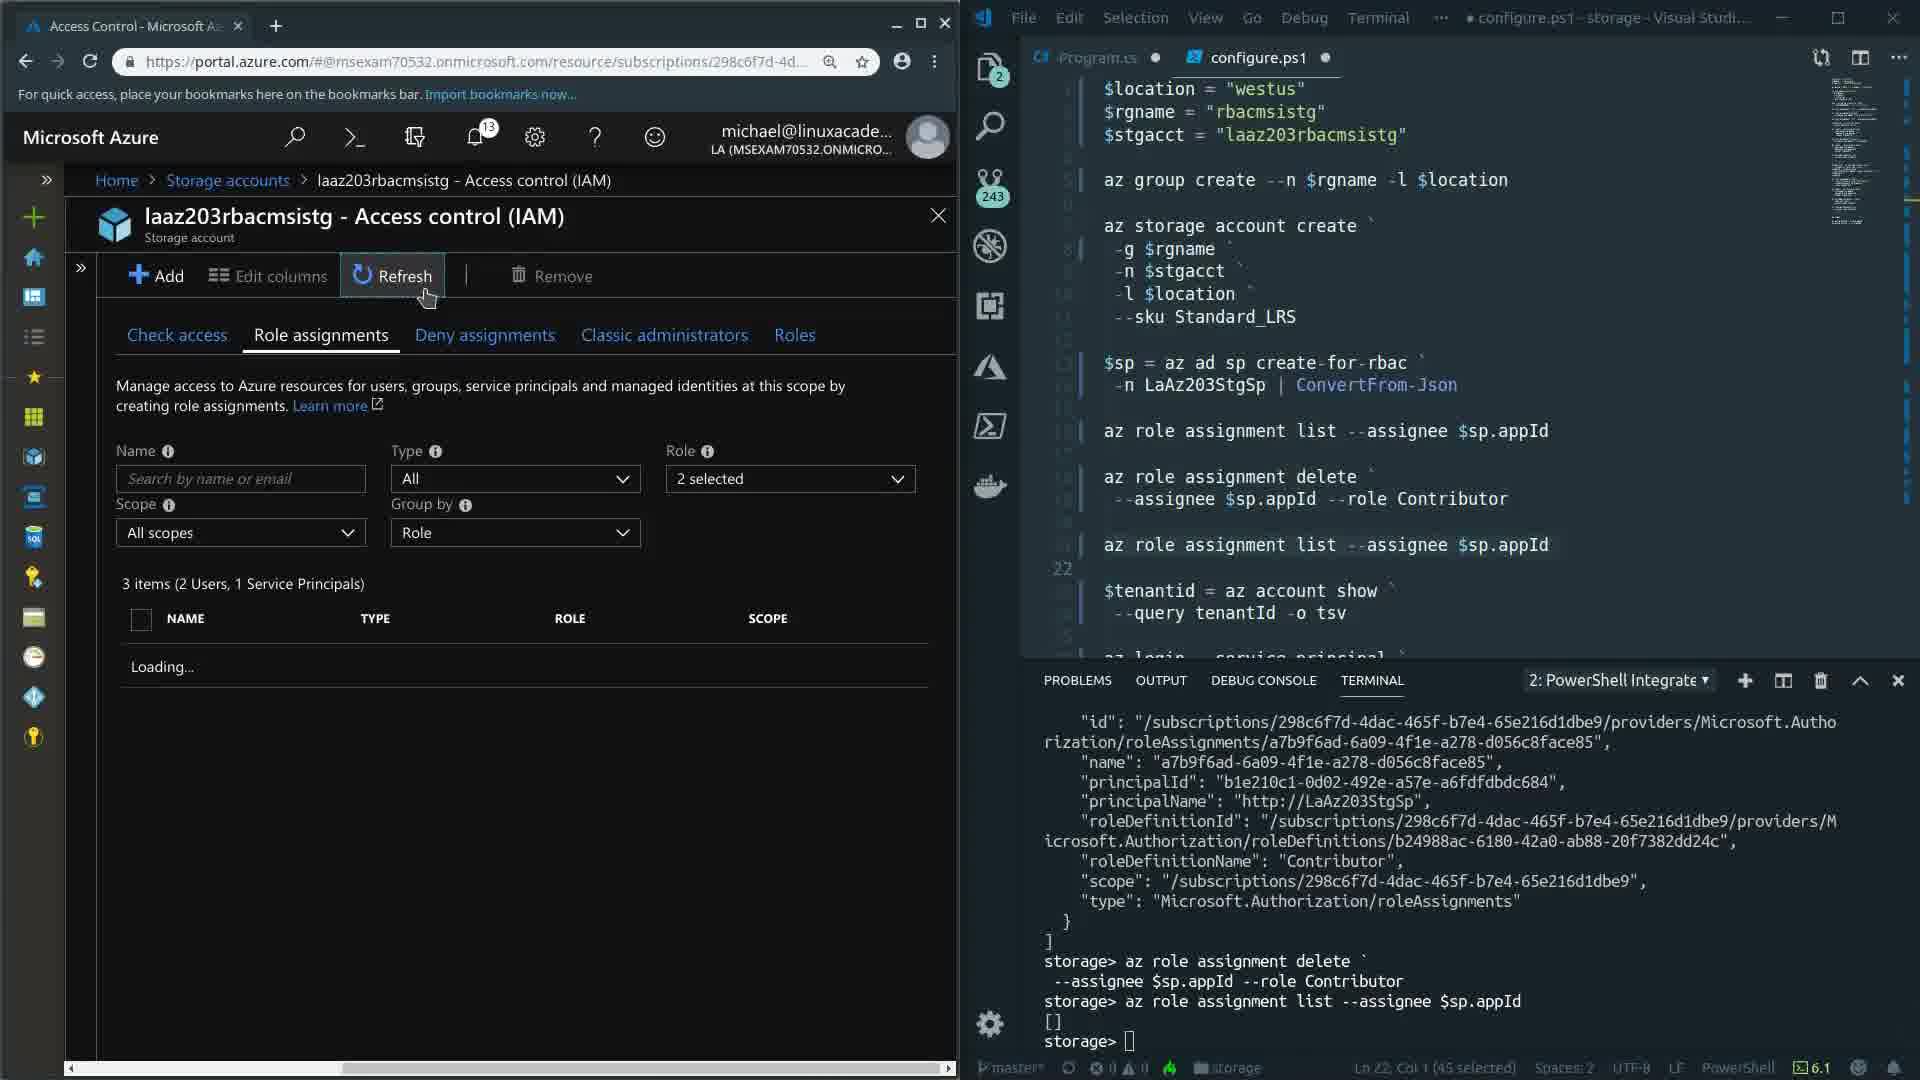 Access Control - Microsoft Az
https://portal.azure.com/#@msexam70532.onmicrosoft.com/resource/subscriptions/298c6f7d-4d...
For quick access, place your bookmarks here on the bookmarks bar. Import bookmarks now...
Microsoft Azure
13
michael@linuxacade...
LA (MSEXAM70532.ONMICRO...
Home > Storage accounts > laaz203rbacmsistg - Access control (IAM)
laaz203rbacmsistg - Access control (IAM)
Storage account
Add
Edit columns
Refresh
Remove
Check access
Role assignments
Deny assignments
Classic administrators
Roles
Manage access to Azure resources for users, groups, service principals and managed identities at this scope by
creating role assignments. Learn more
Name
Type
Role
Search by name or email
All
2 selected
Scope
Group by
All scopes
Role
3 items (2 Users, 1 Service Principals)
NAME
TYPE
ROLE
SCOPE
Loading...
SQL
File
Edit
Selection
View
Go
Debug
Terminal
···
● configure.ps1 - storage - Visual Studi...
2
243
Program.cs
configure.ps1
$location = "westus"
$rgname = "rbacmsistg"
$stgacct = "laaz203rbacmsistg"
az group create --n $rgname -l $location
az storage account create `
-g $rgname `
-n $stgacct `
-l $location `
--sku Standard_LRS
$sp = az ad sp create-for-rbac `
-n LaAz203StgSp | ConvertFrom-Json
az role assignment list --assignee $sp.appId
az role assignment delete `
--assignee $sp.appId --role Contributor
az role assignment list --assignee $sp.appId
22
$tenantid = az account show `
--query tenantId -o tsv
PROBLEMS
OUTPUT
DEBUG CONSOLE
TERMINAL
2: PowerShell Integrate
"id": "/subscriptions/298c6f7d-4dac-465f-b7e4-65e216d1dbe9/providers/Microsoft.Autho
rization/roleAssignments/a7b9f6ad-6a09-4f1e-a278-d056c8face85",
"name": "a7b9f6ad-6a09-4f1e-a278-d056c8face85",
"principalId": "b1e210c1-0d02-492e-a57e-a6fdfdbdc684",
"principalName": "http://LaAz203StgSp",
"roleDefinitionId": "/subscriptions/298c6f7d-4dac-465f-b7e4-65e216d1dbe9/providers/M
icrosoft.Authorization/roleDefinitions/b24988ac-6180-42a0-ab88-20f7382dd24c",
"roleDefinitionName": "Contributor",
"scope": "/subscriptions/298c6f7d-4dac-465f-b7e4-65e216d1dbe9",
"type": "Microsoft.Authorization/roleAssignments"
}
]
storage> az role assignment delete `
--assignee $sp.appId --role Contributor
storage> az role assignment list --assignee $sp.appId
[]
storage>
master*
0
0
storage
Ln 22, Col 1 (45 selected)
Spaces: 2
UTF-8
LF
PowerShell
6.1